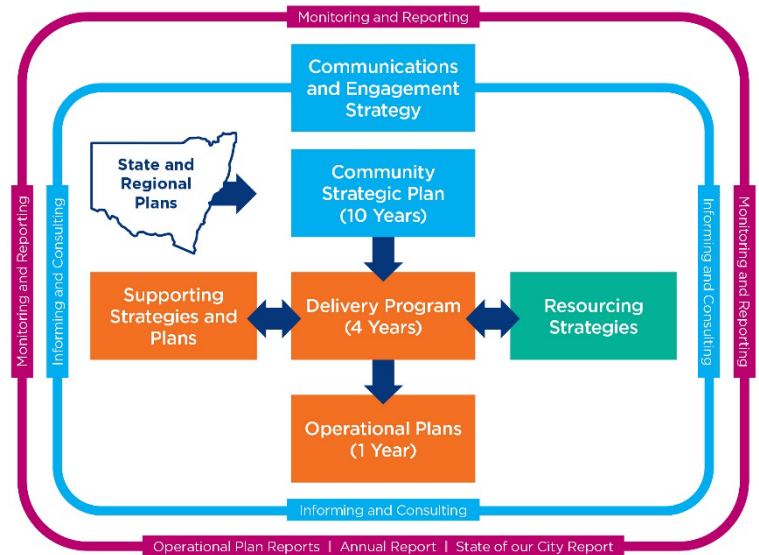 Monitoring and Reporting
Communications
and Engagement
Strategy
State and
Regional
Plans
Community
Strategic Plan
(10 Years)
Monitoring and Reporting
Informing and Consulting
Informing and Consulting
Monitoring and Reporting
Supporting
Strategies and
Plans
Delivery Program
(4 Years)
Resourcing
Strategies
Operational Plans
(1 Year)
Informing and Consulting
Operational Plan Reports | Annual Report | State of our City Report